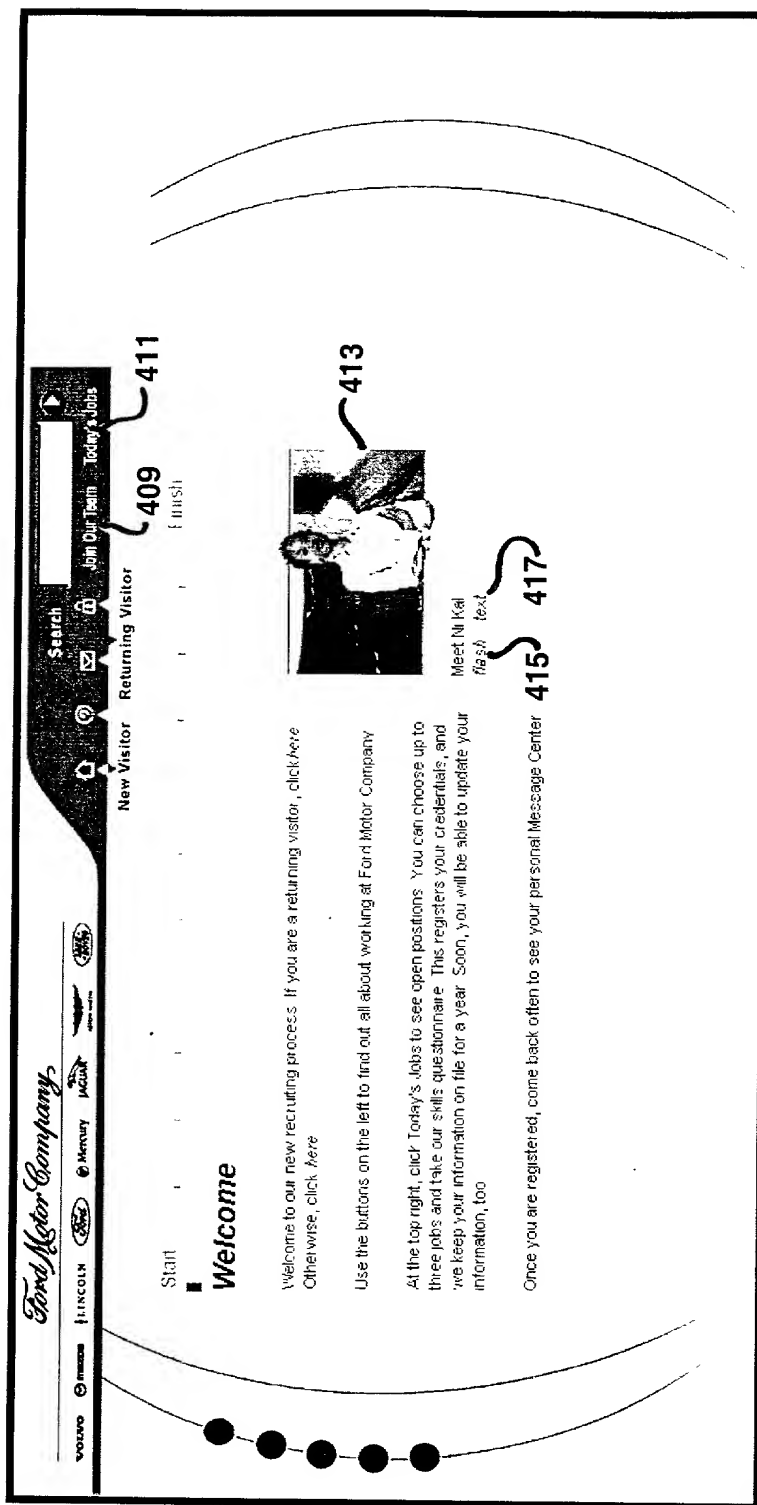 Ford Motor Company
VOLVO mazda LINCOLN Ford Mercury JAGUAR
Search
Join Our Team Today's Jobs
409 411
New Visitor Returning Visitor
Start Finish
Welcome
Welcome to our new recruiting process. If you are a returning visitor, click here
Otherwise, click here
Use the buttons on the left to find out all about working at Ford Motor Company
At the top right, click Today's Jobs to see open positions. You can choose up to
three jobs and take our skills questionnaire. This registers your credentials, and
we keep your information on file for a year. Soon, you will be able to update your
information, too
Once you are registered, come back often to see your personal Message Center
413
Meet Ni Kal
flash text
415 417